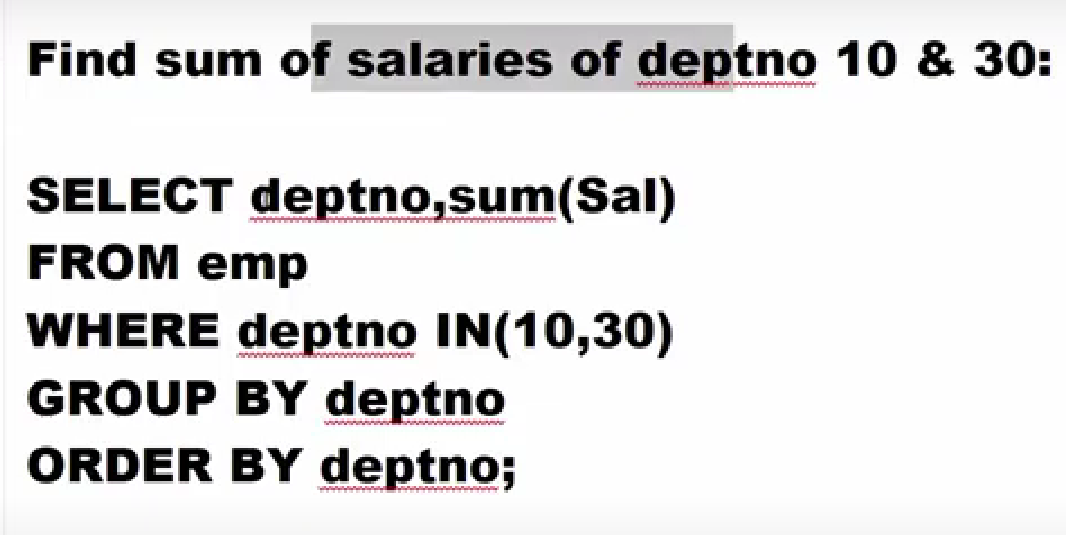 Find sum of salaries of deptno 10 & 30:
SELECT deptno,sum(Sal)
FROM emp
WHERE deptno IN(10,30)
GROUP BY deptno
ORDER BY deptno;